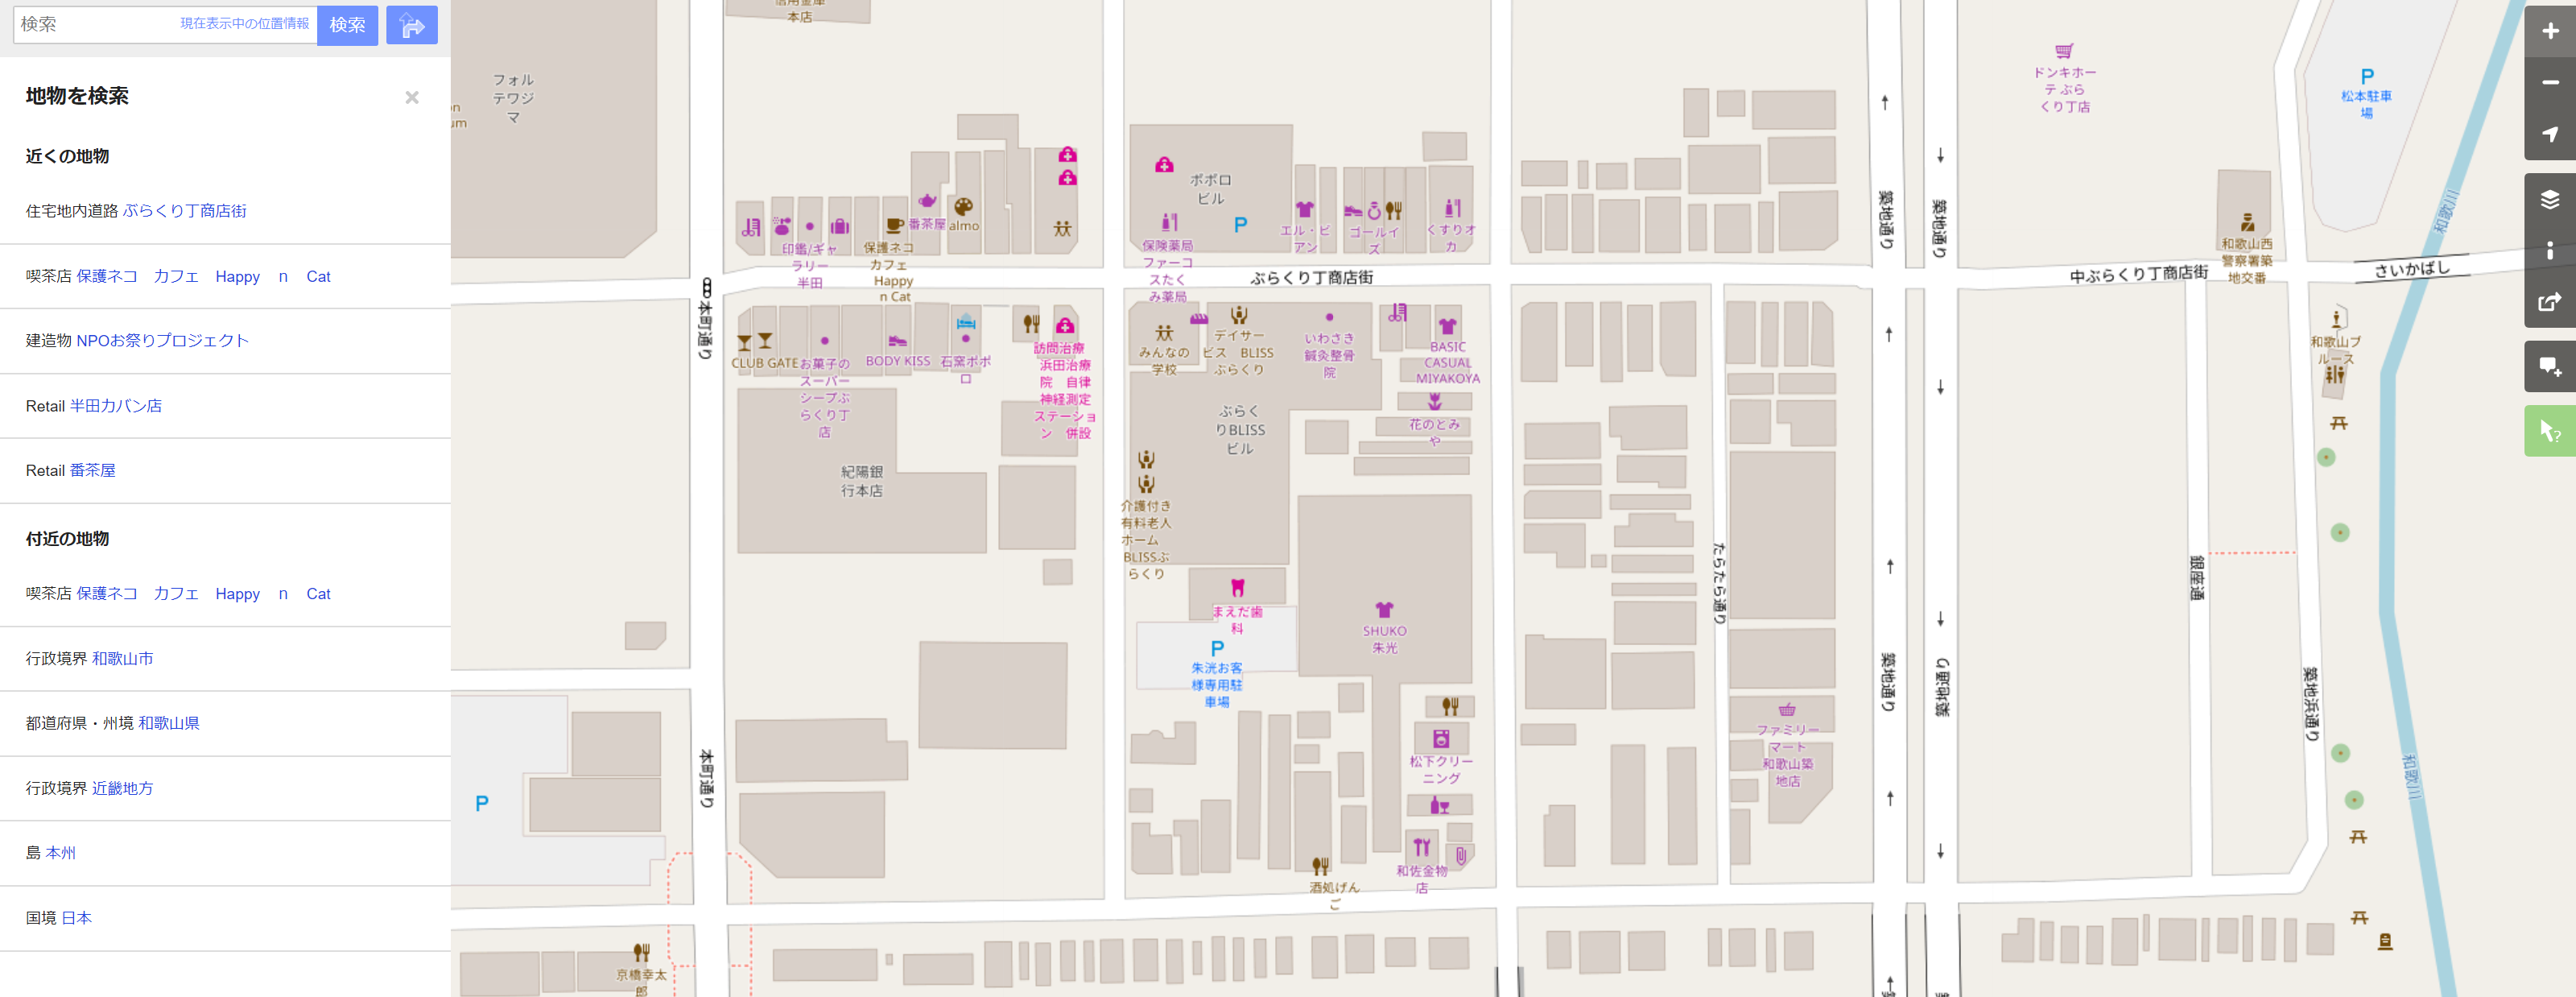 検索
現在表示中の位置情報
検索
地物を検索
×
近くの地物
住宅地内道路 ぶらくり丁商店街
喫茶店 保護ネコ　カフェ　Happy　n　Cat
建造物 NPOお祭りプロジェクト
Retail 半田カバン店
Retail 番茶屋
付近の地物
喫茶店 保護ネコ　カフェ　Happy　n　Cat
行政境界 和歌山市
都道府県・州境 和歌山県
行政境界 近畿地方
島 本州
国境 日本
本店
フォル
テワジ
マ
番茶屋
almo
印鑑/ギャ
ラリー
半田
保護ネコ
カフェ
Happy
n Cat
ポポロ
ビル
P
保険薬局
ファーコ
スたく
み薬局
エル・ビ
アン
ゴールイ
ズ
くすりオ
カ
ぶらくり丁商店街
本町通り
CLUB GATE
お菓子の
スーパー
シープぶ
らくり丁
店
BODY KISS
石窯ポポ
ロ
訪問治療
浜田治療
院　自律
神経測定
ステーショ
ン　併設
紀陽銀
行本店
みんなの
学校
デイサー
ビス　BLISS
ぶらくり
いわさき
鍼灸整骨
院
BASIC
CASUAL
MIYAKOYA
花のとみ
や
ぶらく
りBLISS
ビル
介護付き
有料老人
ホーム
BLISSぶ
らくり
まえだ歯
科
P
朱洸お客
様専用駐
車場
SHUKO
朱光
松下クリー
ニング
和佐金物
店
酒処げん
ご
本町通り
P
京橋幸太
郎
築地通り
築地通り
築地通り
築地通り
たらたら通り
ファミリー
マート
和歌山築
地店
ドンキホー
テ ぶら
くり丁店
P
松本駐車
場
和歌川
中ぶらくり丁商店街
和歌山西
警察署築
地交番
さいかばし
和歌山ブ
ルース
銀座通
築地浜通り
和歌川